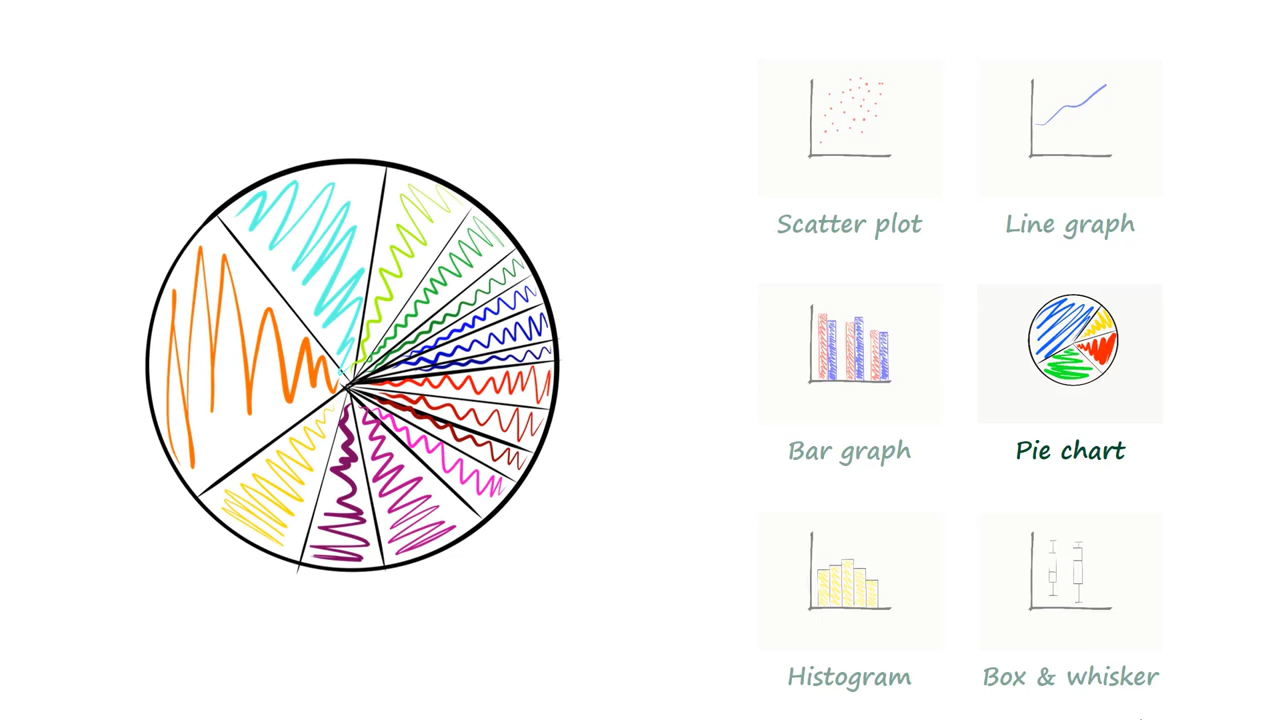 Scatter plot
Line graph
Bar graph
Pie chart
Histogram
Box & whisker